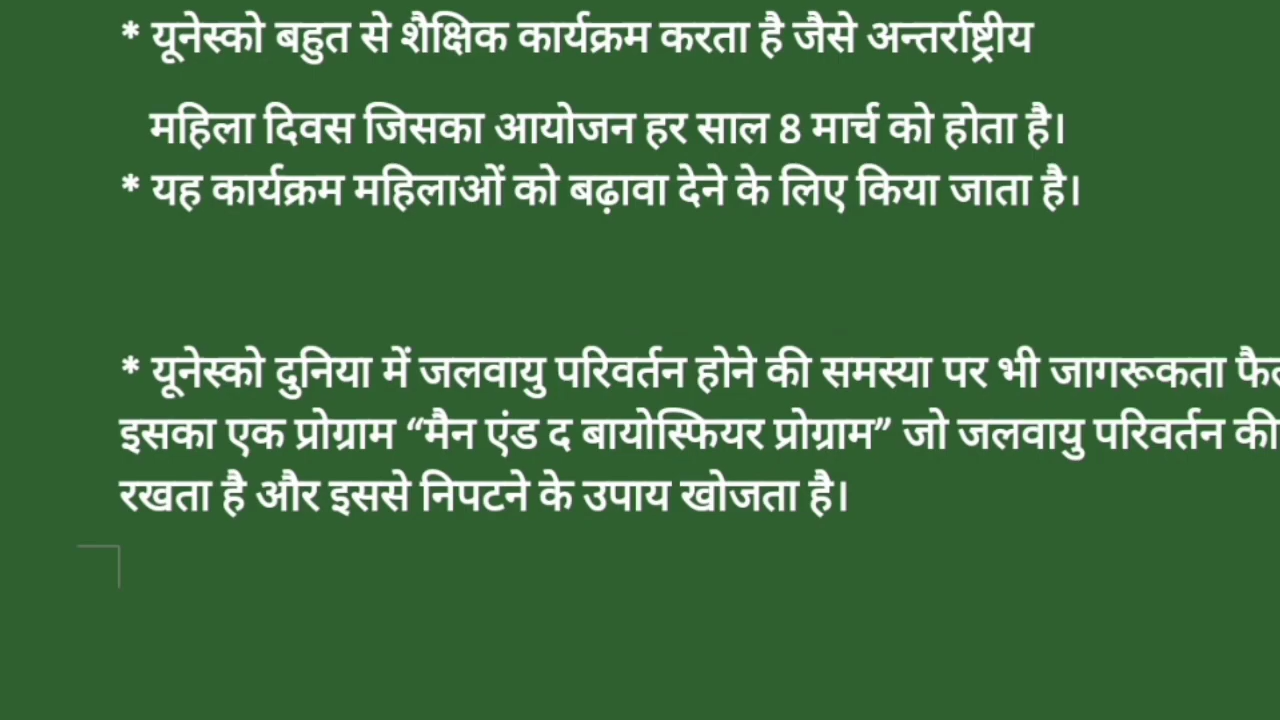 * यूनेस्को बहुत से शैक्षिक कार्यक्रम करता है जैसे अन्तर्राष्ट्रीय
महिला दिवस जिसका आयोजन हर साल 8 मार्च को होता है।
* यह कार्यक्रम महिलाओं को बढ़ावा देने के लिए किया जाता है।
* यूनेस्को दुनिया में जलवायु परिवर्तन होने की समस्या पर भी जागरूकता
इसका एक प्रोग्राम “मैन एंड द बायोस्फियर प्रोग्राम” जो जलवायु परिवर्तन की
रखता है और इससे निपटने के उपाय खोजता है।